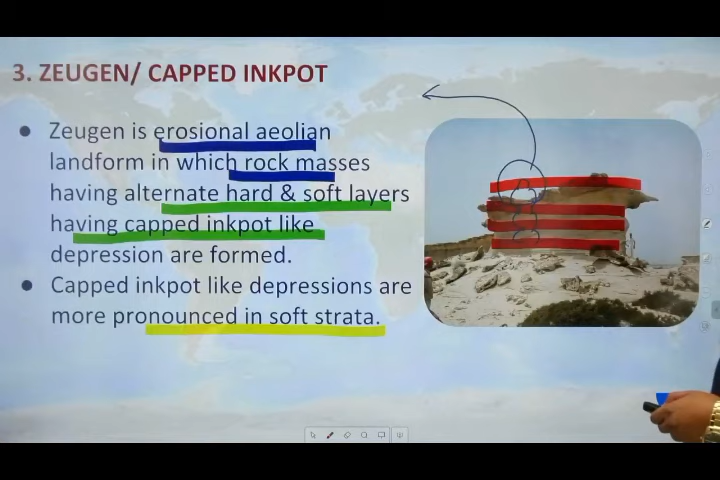 3. ZEUGEN/ CAPPED INKPOT
● Zeugen is erosional aeolian
landform in which rock masses
having alternate hard & soft layers
having capped inkpot like
depression are formed.
● Capped inkpot like depressions are
more pronounced in soft strata.